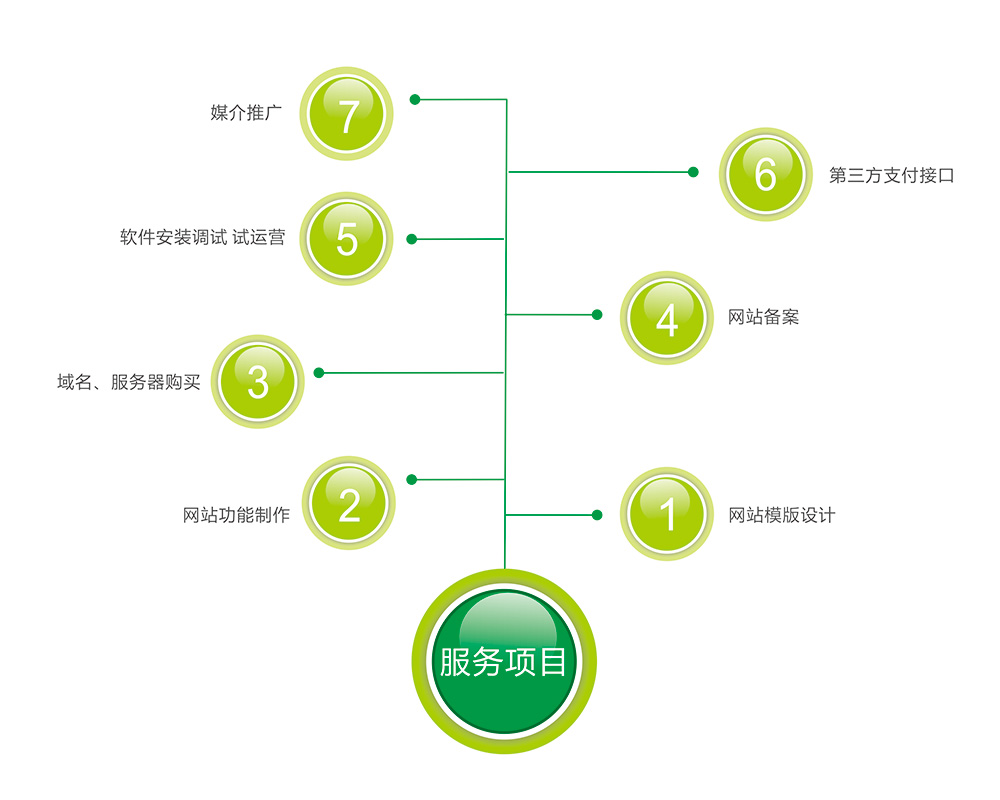 7
媒介推广
6
第三方支付接口
5
软件安装调试 试运营
4
网站备案
3
域名、服务器购买
2
网站功能制作
1
网站模版设计
服务项目